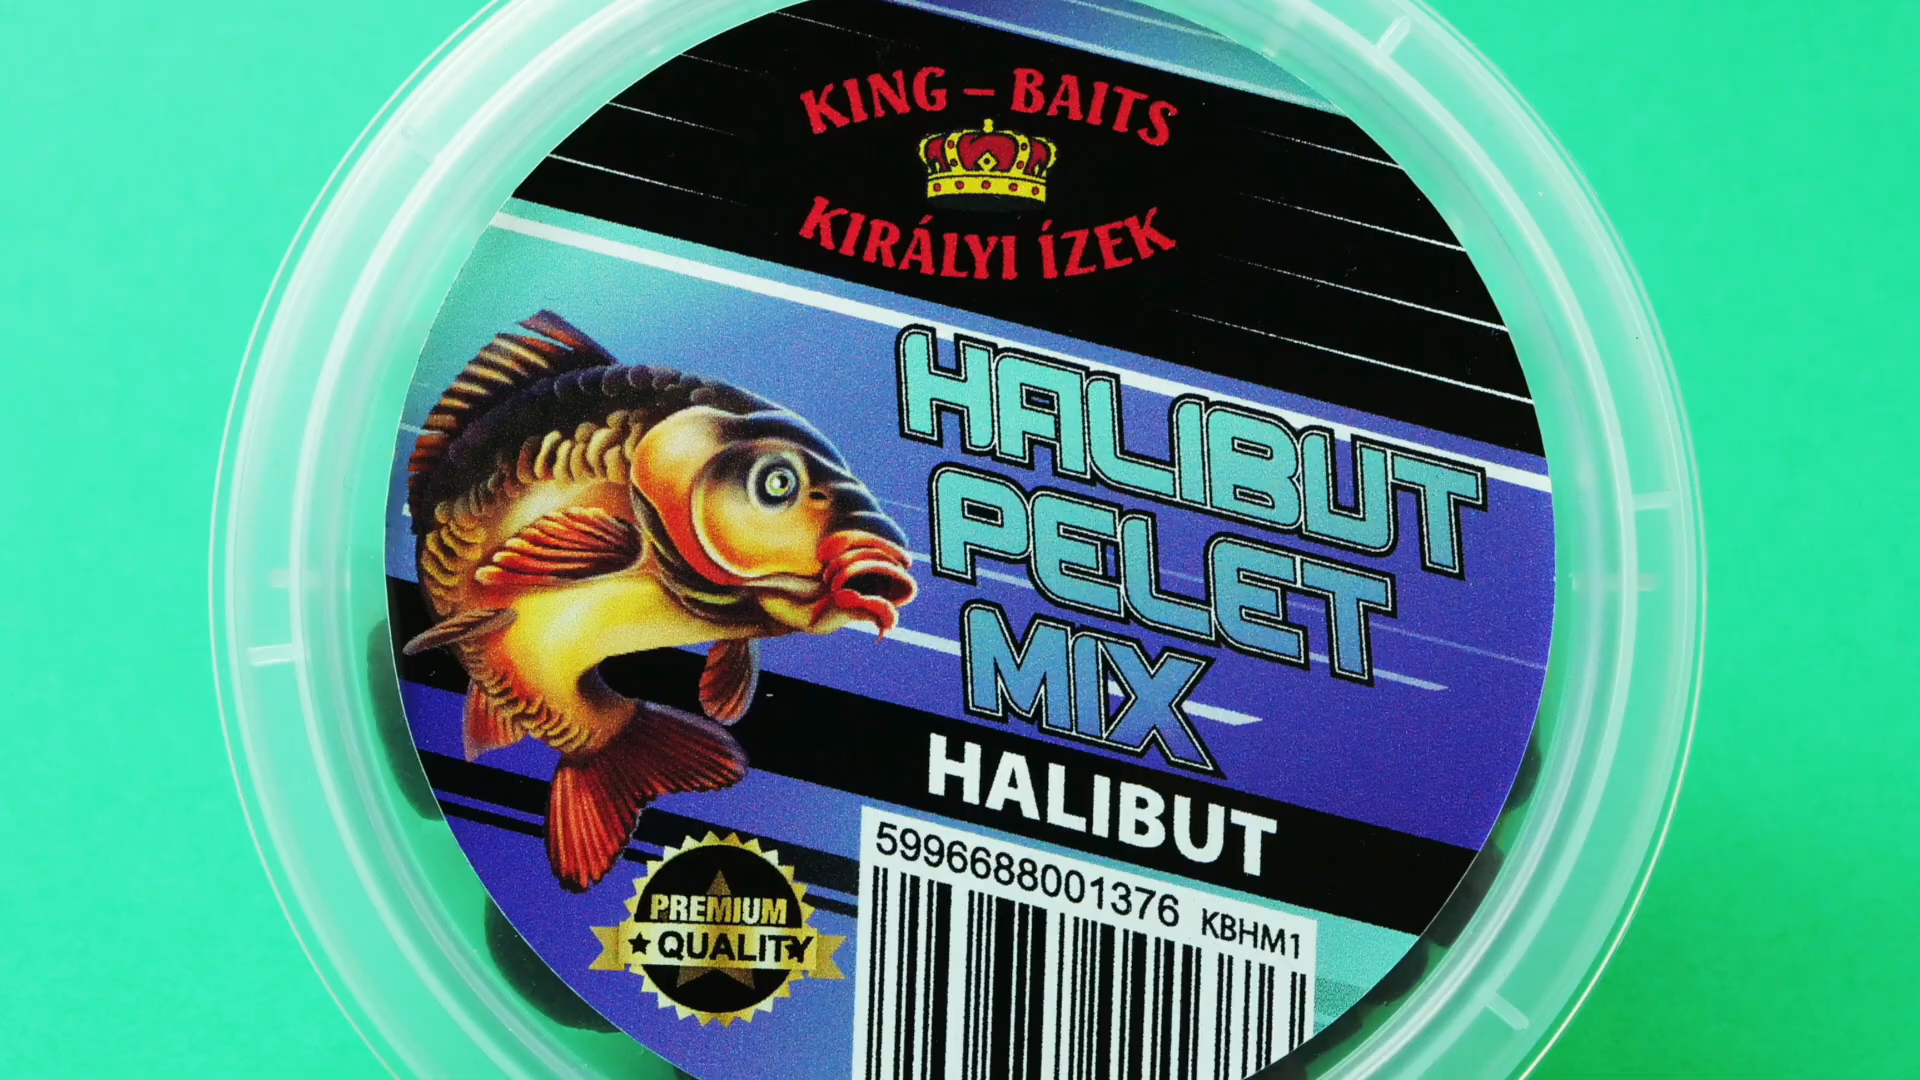 KING – BAITS
KIRÁLYI ÍZEK
HALIBUT
PELET
MIX
HALIBUT
5996688001376 KBHM1
PREMIUM
QUALITY